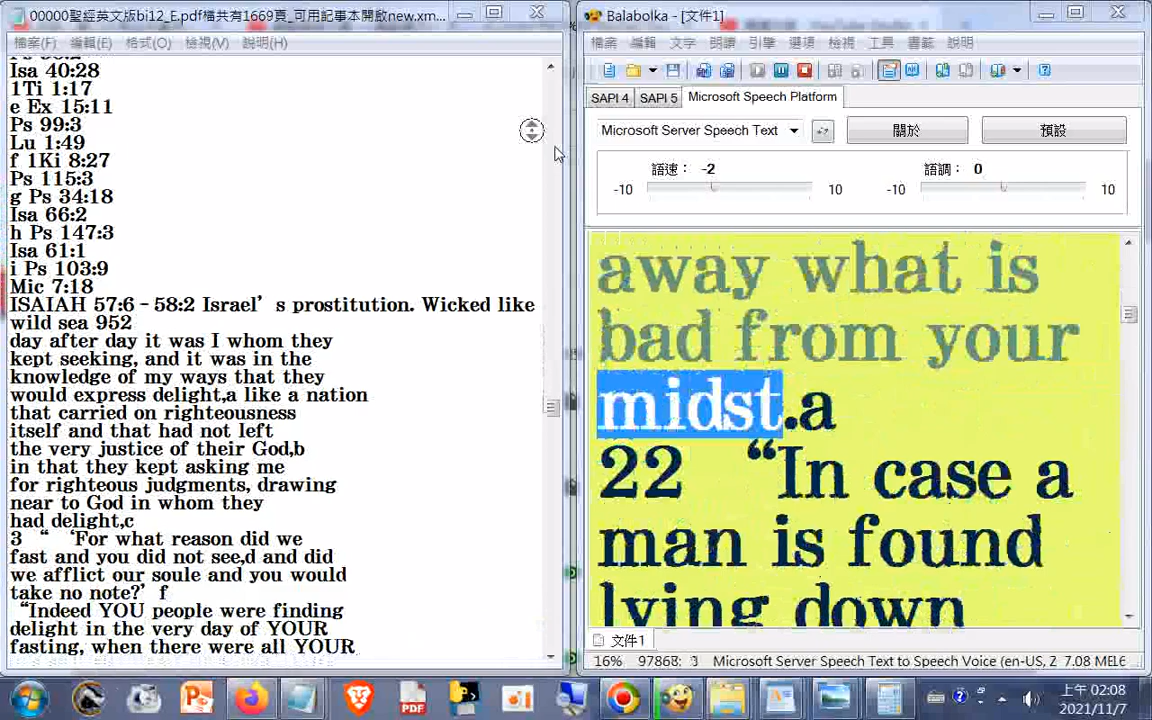 00000聖經英文版bi12_E.pdf檔共有1669頁_可用記事本開啟new.xm...
檔案(F) 編輯(E) 格式(O) 檢視(V) 說明(H)
Isa 40:28
1Ti 1:17
e Ex 15:11
Ps 99:3
Lu 1:49
f 1Ki 8:27
Ps 115:3
g Ps 34:18
Isa 66:2
h Ps 147:3
Isa 61:1
i Ps 103:9
Mic 7:18
ISAIAH 57:6–58:2 Israel’s prostitution. Wicked like
wild sea 952
day after day it was I whom they
kept seeking, and it was in the
knowledge of my ways that they
would express delight,a like a nation
that carried on righteousness
itself and that had not left
the very justice of their God,b
in that they kept asking me
for righteous judgments, drawing
near to God in whom they
had delight,c
3 “ ‘For what reason did we
fast and you did not see,d and did
we afflict our soule and you would
take no note?’ f
“Indeed YOU people were finding
delight in the very day of YOUR
fasting, when there were all YOUR
Balabolka - [文件1]
檔案 編輯 文字 朗讀 引擎 選項 檢視 工具 書籤 說明
SAPI 4 SAPI 5 Microsoft Speech Platform
Microsoft Server Speech Text 關於 預設
語速： -2 語調： 0
-10 10 -10 10
away what is
bad from your
midst.a
22 “In case a
man is found
lying down
文件1
16% Microsoft Server Speech Text to Speech Voice (en-US, Z 7.08 МЕЛ6
上午 02:08
2021/11/7